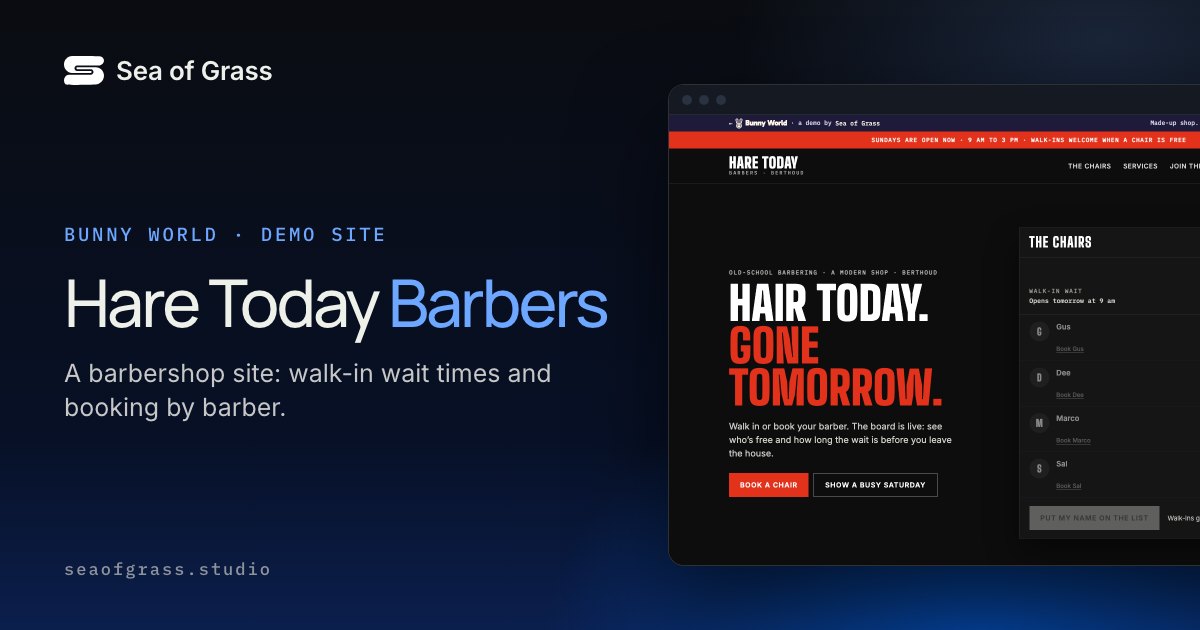 Sea of Grass
BUNNY WORLD · DEMO SITE
Hare Today Barbers
A barbershop site: walk-in wait times and
booking by barber.
seaofgrass.studio
← Bunny World · a demo by Sea of Grass
Made-up shop.
SUNDAYS ARE OPEN NOW · 9 AM TO 3 PM · WALK-INS WELCOME WHEN A CHAIR IS FREE
HARE TODAY
BARBERS · BERTHOUD
THE CHAIRS SERVICES JOIN
OLD-SCHOOL BARBERING · A MODERN SHOP · BERTHOUD
HAIR TODAY.
GONE
TOMORROW.
Walk in or book your barber. The board is live: see
who's free and how long the wait is before you leave
the house.
BOOK A CHAIR
SHOW A BUSY SATURDAY
THE CHAIRS
WALK-IN WAIT
Opens tomorrow at 9 am
G
Gus
Book Gus
D
Dee
Book Dee
M
Marco
Book Marco
S
Sal
Book Sal
PUT MY NAME ON THE LIST
Walk-ins